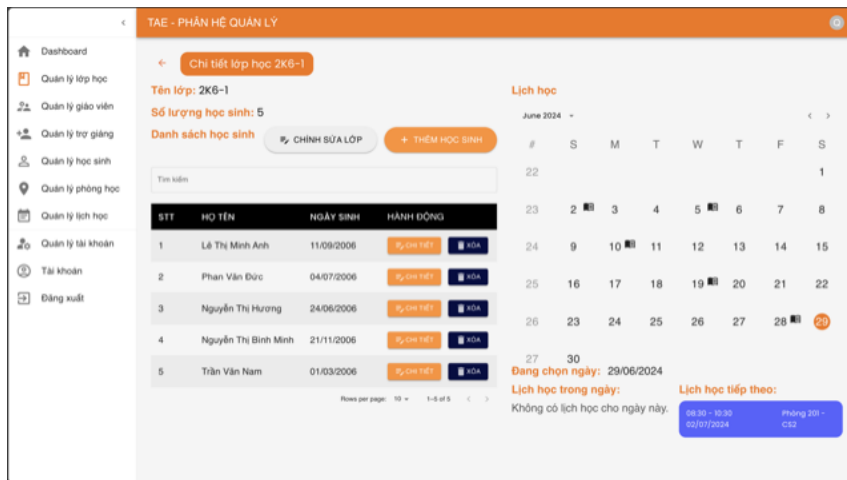 TAE - PHÂN HỆ QUẢN LÝ
Dashboard
Quản lý lớp học
Quản lý giáo viên
Quản lý trợ giảng
Quản lý học sinh
Quản lý phòng học
Quản lý lịch học
Quản lý tài khoản
Tài khoản
Đăng xuất
Chi tiết lớp học 2K6-1
Tên lớp: 2K6-1
Số lượng học sinh: 5
Danh sách học sinh
CHỈNH SỬA LỚP
+ THÊM HỌC SINH
Tìm kiếm
STT HỌ TÊN NGÀY SINH HÀNH ĐỘNG
1 Lê Thị Minh Anh 11/09/2006 CHI TIẾT XÓA
2 Phan Văn Đức 04/07/2006 CHI TIẾT XÓA
3 Nguyễn Thị Hương 24/06/2006 CHI TIẾT XÓA
4 Nguyễn Thị Bình Minh 21/11/2006 CHI TIẾT XÓA
5 Trần Văn Nam 01/03/2006 CHI TIẾT XÓA
Rows per page: 10 1–5 of 5
Lịch học
June 2024
# S M T W T F S
22 1
23 2 3 4 5 6 7 8
24 9 10 11 12 13 14 15
25 16 17 18 19 20 21 22
26 23 24 25 26 27 28 29
27 30
Đang chọn ngày: 29/06/2024
Lịch học trong ngày:
Không có lịch học cho ngày này.
Lịch học tiếp theo:
08:30 - 10:30 Phòng 201 -
02/07/2024 CS2